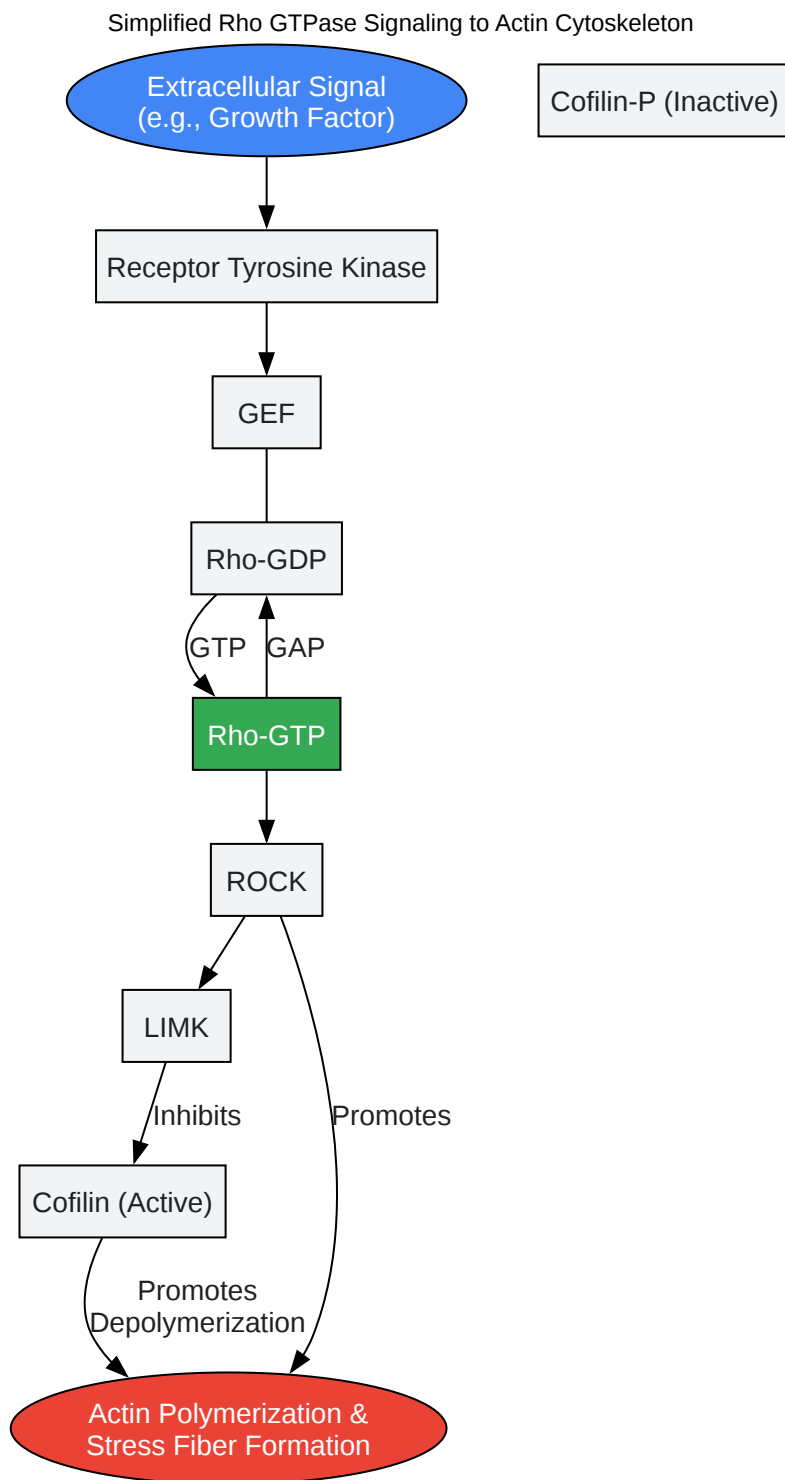 Simplified Rho GTPase Signaling to Actin Cytoskeleton
Extracellular Signal
(e.g., Growth Factor)
Cofilin-P (Inactive)
Receptor Tyrosine Kinase
GEF
Rho-GDP
GTP
GAP
Rho-GTP
ROCK
LIMK
Inhibits
Promotes
Cofilin (Active)
Promotes
Depolymerization
Actin Polymerization &
Stress Fiber Formation